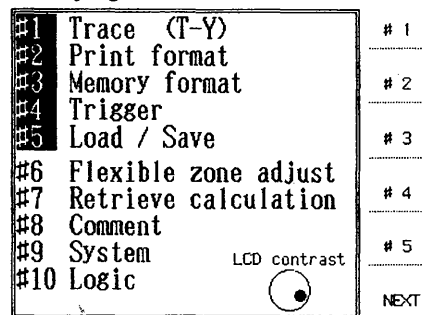 #1 Trace (T-Y)
#2 Print format
#3 Memory format
#4 Trigger
#5 Load / Save
#6 Flexible zone adjust
#7 Retrieve calculation
#8 Comment
#9 System
#10 Logic
LCD contrast
# 1
# 2
# 3
# 4
# 5
NEXT